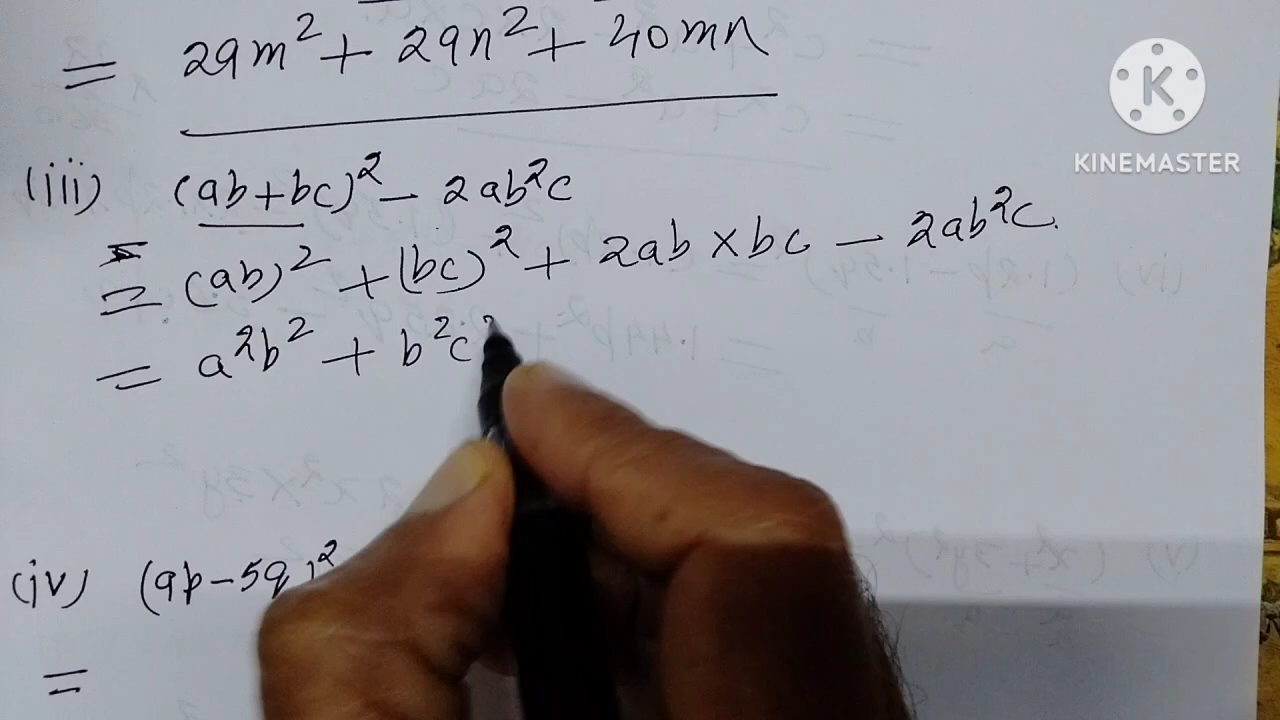 = 29m² + 29n² + 40mn
KINEMASTER
(iii) (ab+bc)² - 2ab²c
= (ab)² + (bc)² + 2ab × bc - 2ab²c.
= a²b² + b²c²
(iv) (9p-5q)²
=